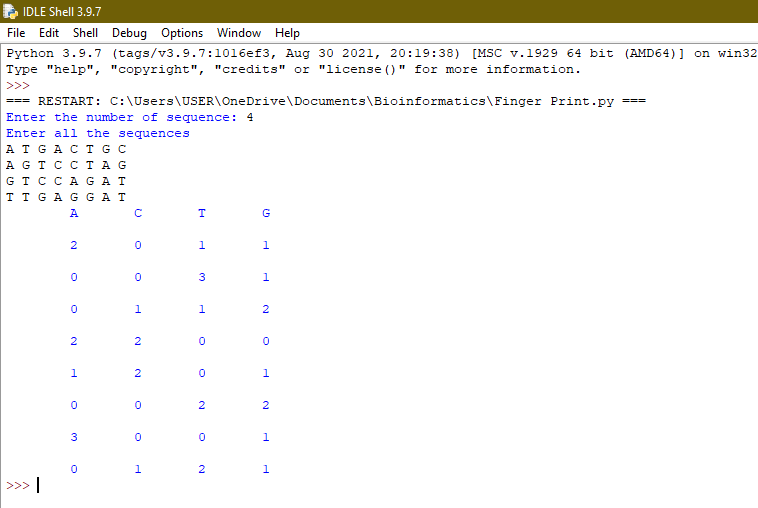 IDLE Shell 3.9.7
File Edit Shell Debug Options Window Help
Python 3.9.7 (tags/v3.9.7:1016ef3, Aug 30 2021, 20:19:38) [MSC v.1929 64 bit (AMD64)] on win32
Type "help", "copyright", "credits" or "license()" for more information.
>>>
=== RESTART: C:\Users\USER\OneDrive\Documents\Bioinformatics\Finger Print.py ===
Enter the number of sequence: 4
Enter all the sequences
A T G A C T G C
A G T C C T A G
G T C C A G A T
T T G A G G A T
A C T G
2 0 1 1
0 0 3 1
0 1 1 2
2 2 0 0
1 2 0 1
0 0 2 2
3 0 0 1
0 1 2 1
>>>